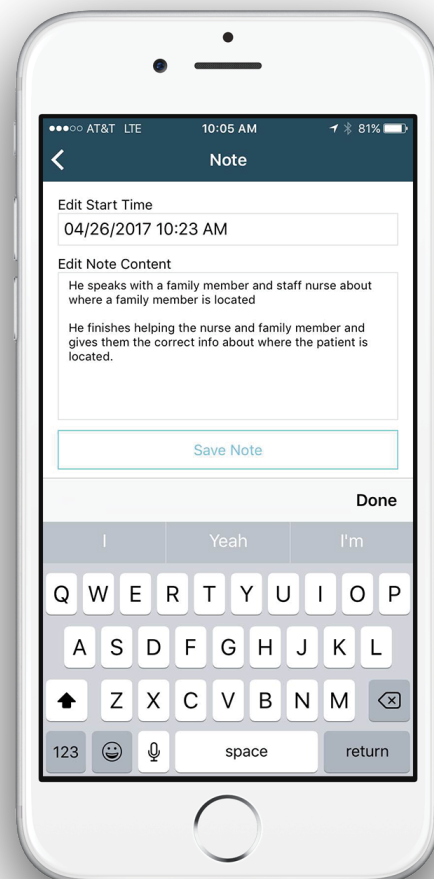 AT&T LTE 10:05 AM 81%
Note
Edit Start Time
04/26/2017 10:23 AM
Edit Note Content
He speaks with a family member and staff nurse about
where a family member is located
He finishes helping the nurse and family member and
gives them the correct info about where the patient is
located.
Save Note
Done
I Yeah I'm
Q W E R T Y U I O P
A S D F G H J K L
Z X C V B N M
123 space return